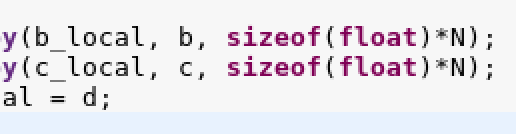 y(b_local, b, sizeof(float)*N);
y(c_local, c, sizeof(float)*N);
al = d;